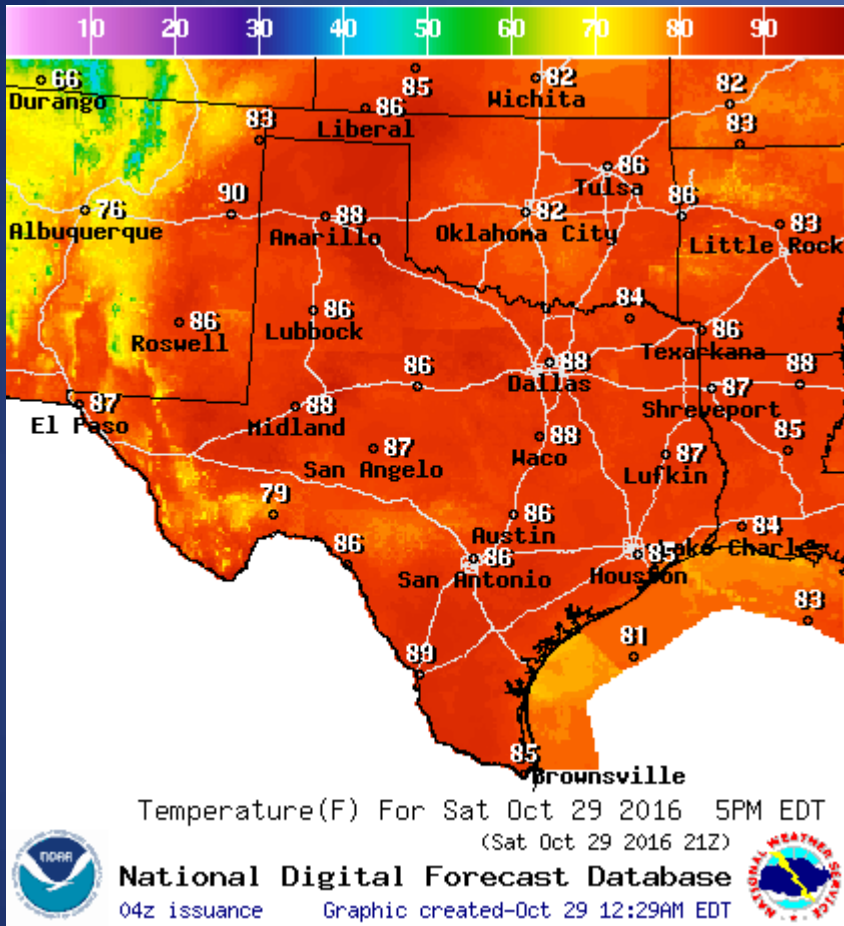 10 20 30 40 50 60 70 80 90
66 85 82 82
Durango Wichita
83 86 83
Liberal
86
Tulsa
76 90 88 82 86 83
Albuquerque Amarillo Oklahoma City Little Rock
86 86 84 86
Roswell Lubbock Texarkana
86 88 88
Dallas
87 88 87
El Paso Midland Shreveport
87 88 87 85
San Angelo Waco Lufkin
79 86 84
Austin Lake Charles
86 86 85
San Antonio Houston
83
81
89
85
Brownsville
Temperature(F) For Sat Oct 29 2016 5PM EDT
(Sat Oct 29 2016 21Z)
NOAA
National Digital Forecast Database
NATIONAL WEATHER SERVICE
04z issuance Graphic created-Oct 29 12:29AM EDT